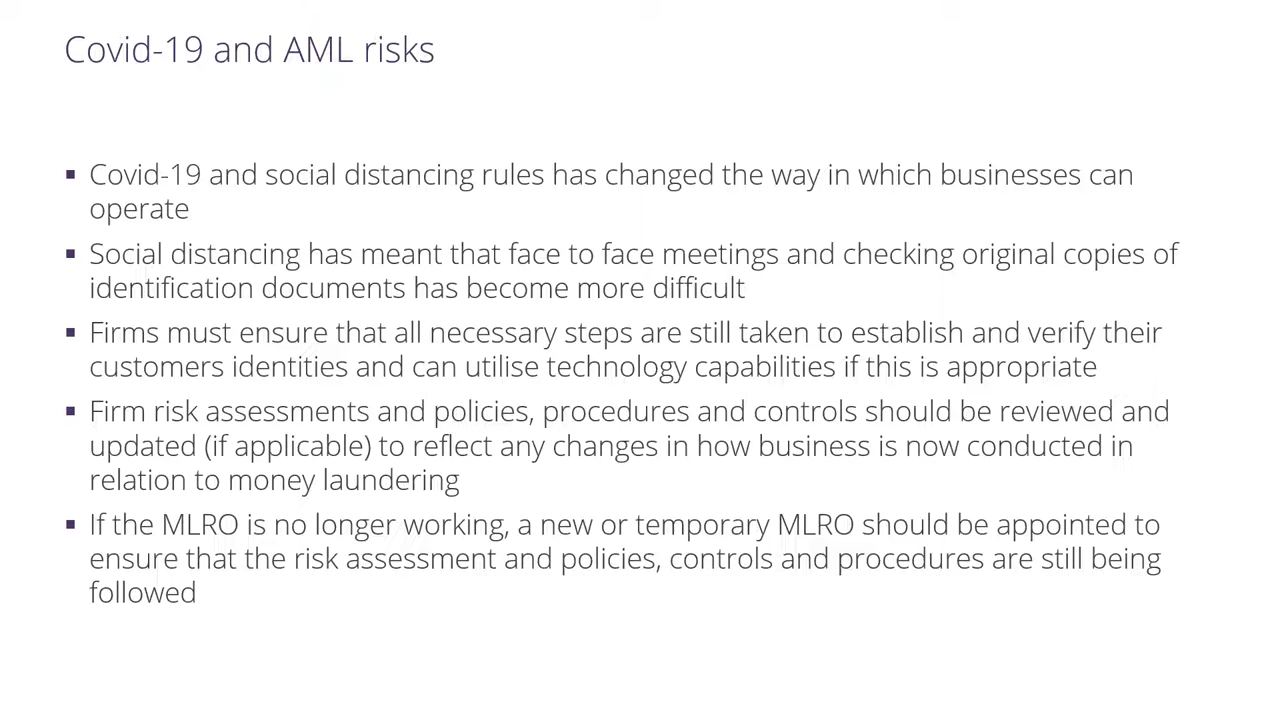 Covid-19 and AML risks
▪ Covid-19 and social distancing rules has changed the way in which businesses can
operate
▪ Social distancing has meant that face to face meetings and checking original copies of
identification documents has become more difficult
▪ Firms must ensure that all necessary steps are still taken to establish and verify their
customers identities and can utilise technology capabilities if this is appropriate
▪ Firm risk assessments and policies, procedures and controls should be reviewed and
updated (if applicable) to reflect any changes in how business is now conducted in
relation to money laundering
▪ If the MLRO is no longer working, a new or temporary MLRO should be appointed to
ensure that the risk assessment and policies, controls and procedures are still being
followed